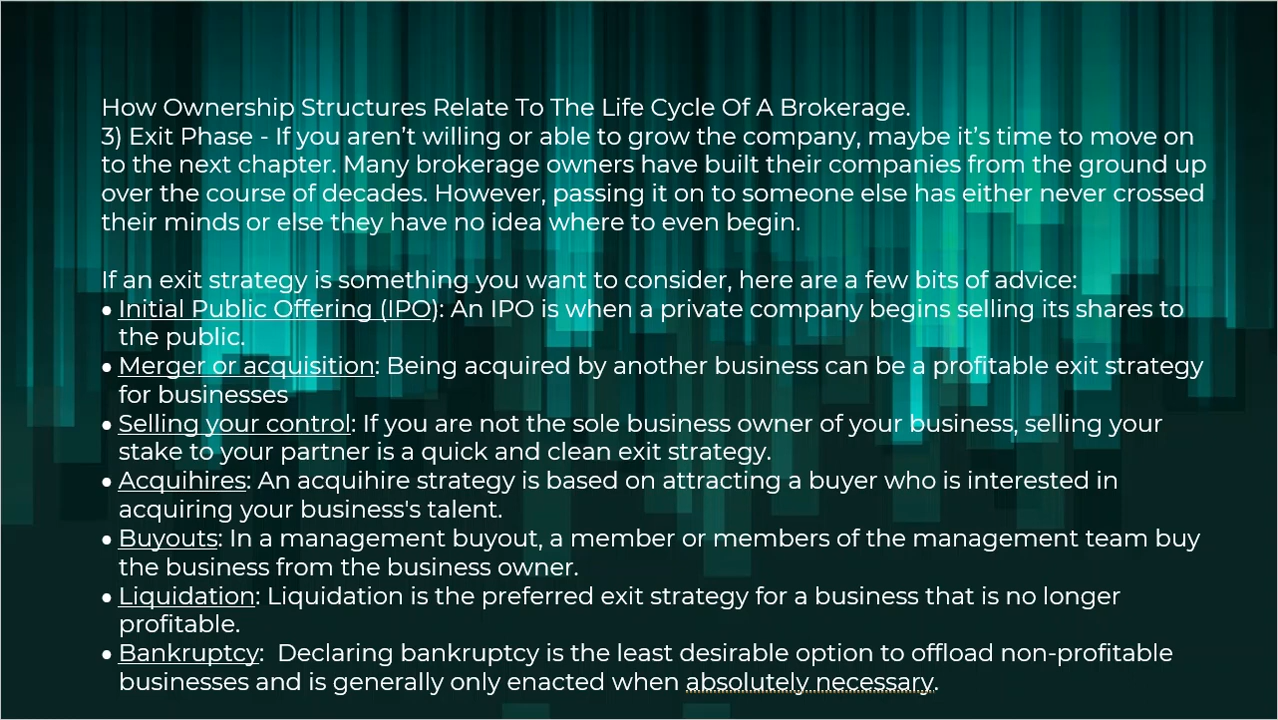 How Ownership Structures Relate To The Life Cycle Of A Brokerage.
3) Exit Phase - If you aren’t willing or able to grow the company, maybe it’s time to move on
to the next chapter. Many brokerage owners have built their companies from the ground up
over the course of decades. However, passing it on to someone else has either never crossed
their minds or else they have no idea where to even begin.
If an exit strategy is something you want to consider, here are a few bits of advice:
• Initial Public Offering (IPO): An IPO is when a private company begins selling its shares to
the public.
• Merger or acquisition: Being acquired by another business can be a profitable exit strategy
for businesses
• Selling your control: If you are not the sole business owner of your business, selling your
stake to your partner is a quick and clean exit strategy.
• Acquihires: An acquihire strategy is based on attracting a buyer who is interested in
acquiring your business's talent.
• Buyouts: In a management buyout, a member or members of the management team buy
the business from the business owner.
• Liquidation: Liquidation is the preferred exit strategy for a business that is no longer
profitable.
• Bankruptcy:  Declaring bankruptcy is the least desirable option to offload non-profitable
businesses and is generally only enacted when absolutely necessary.